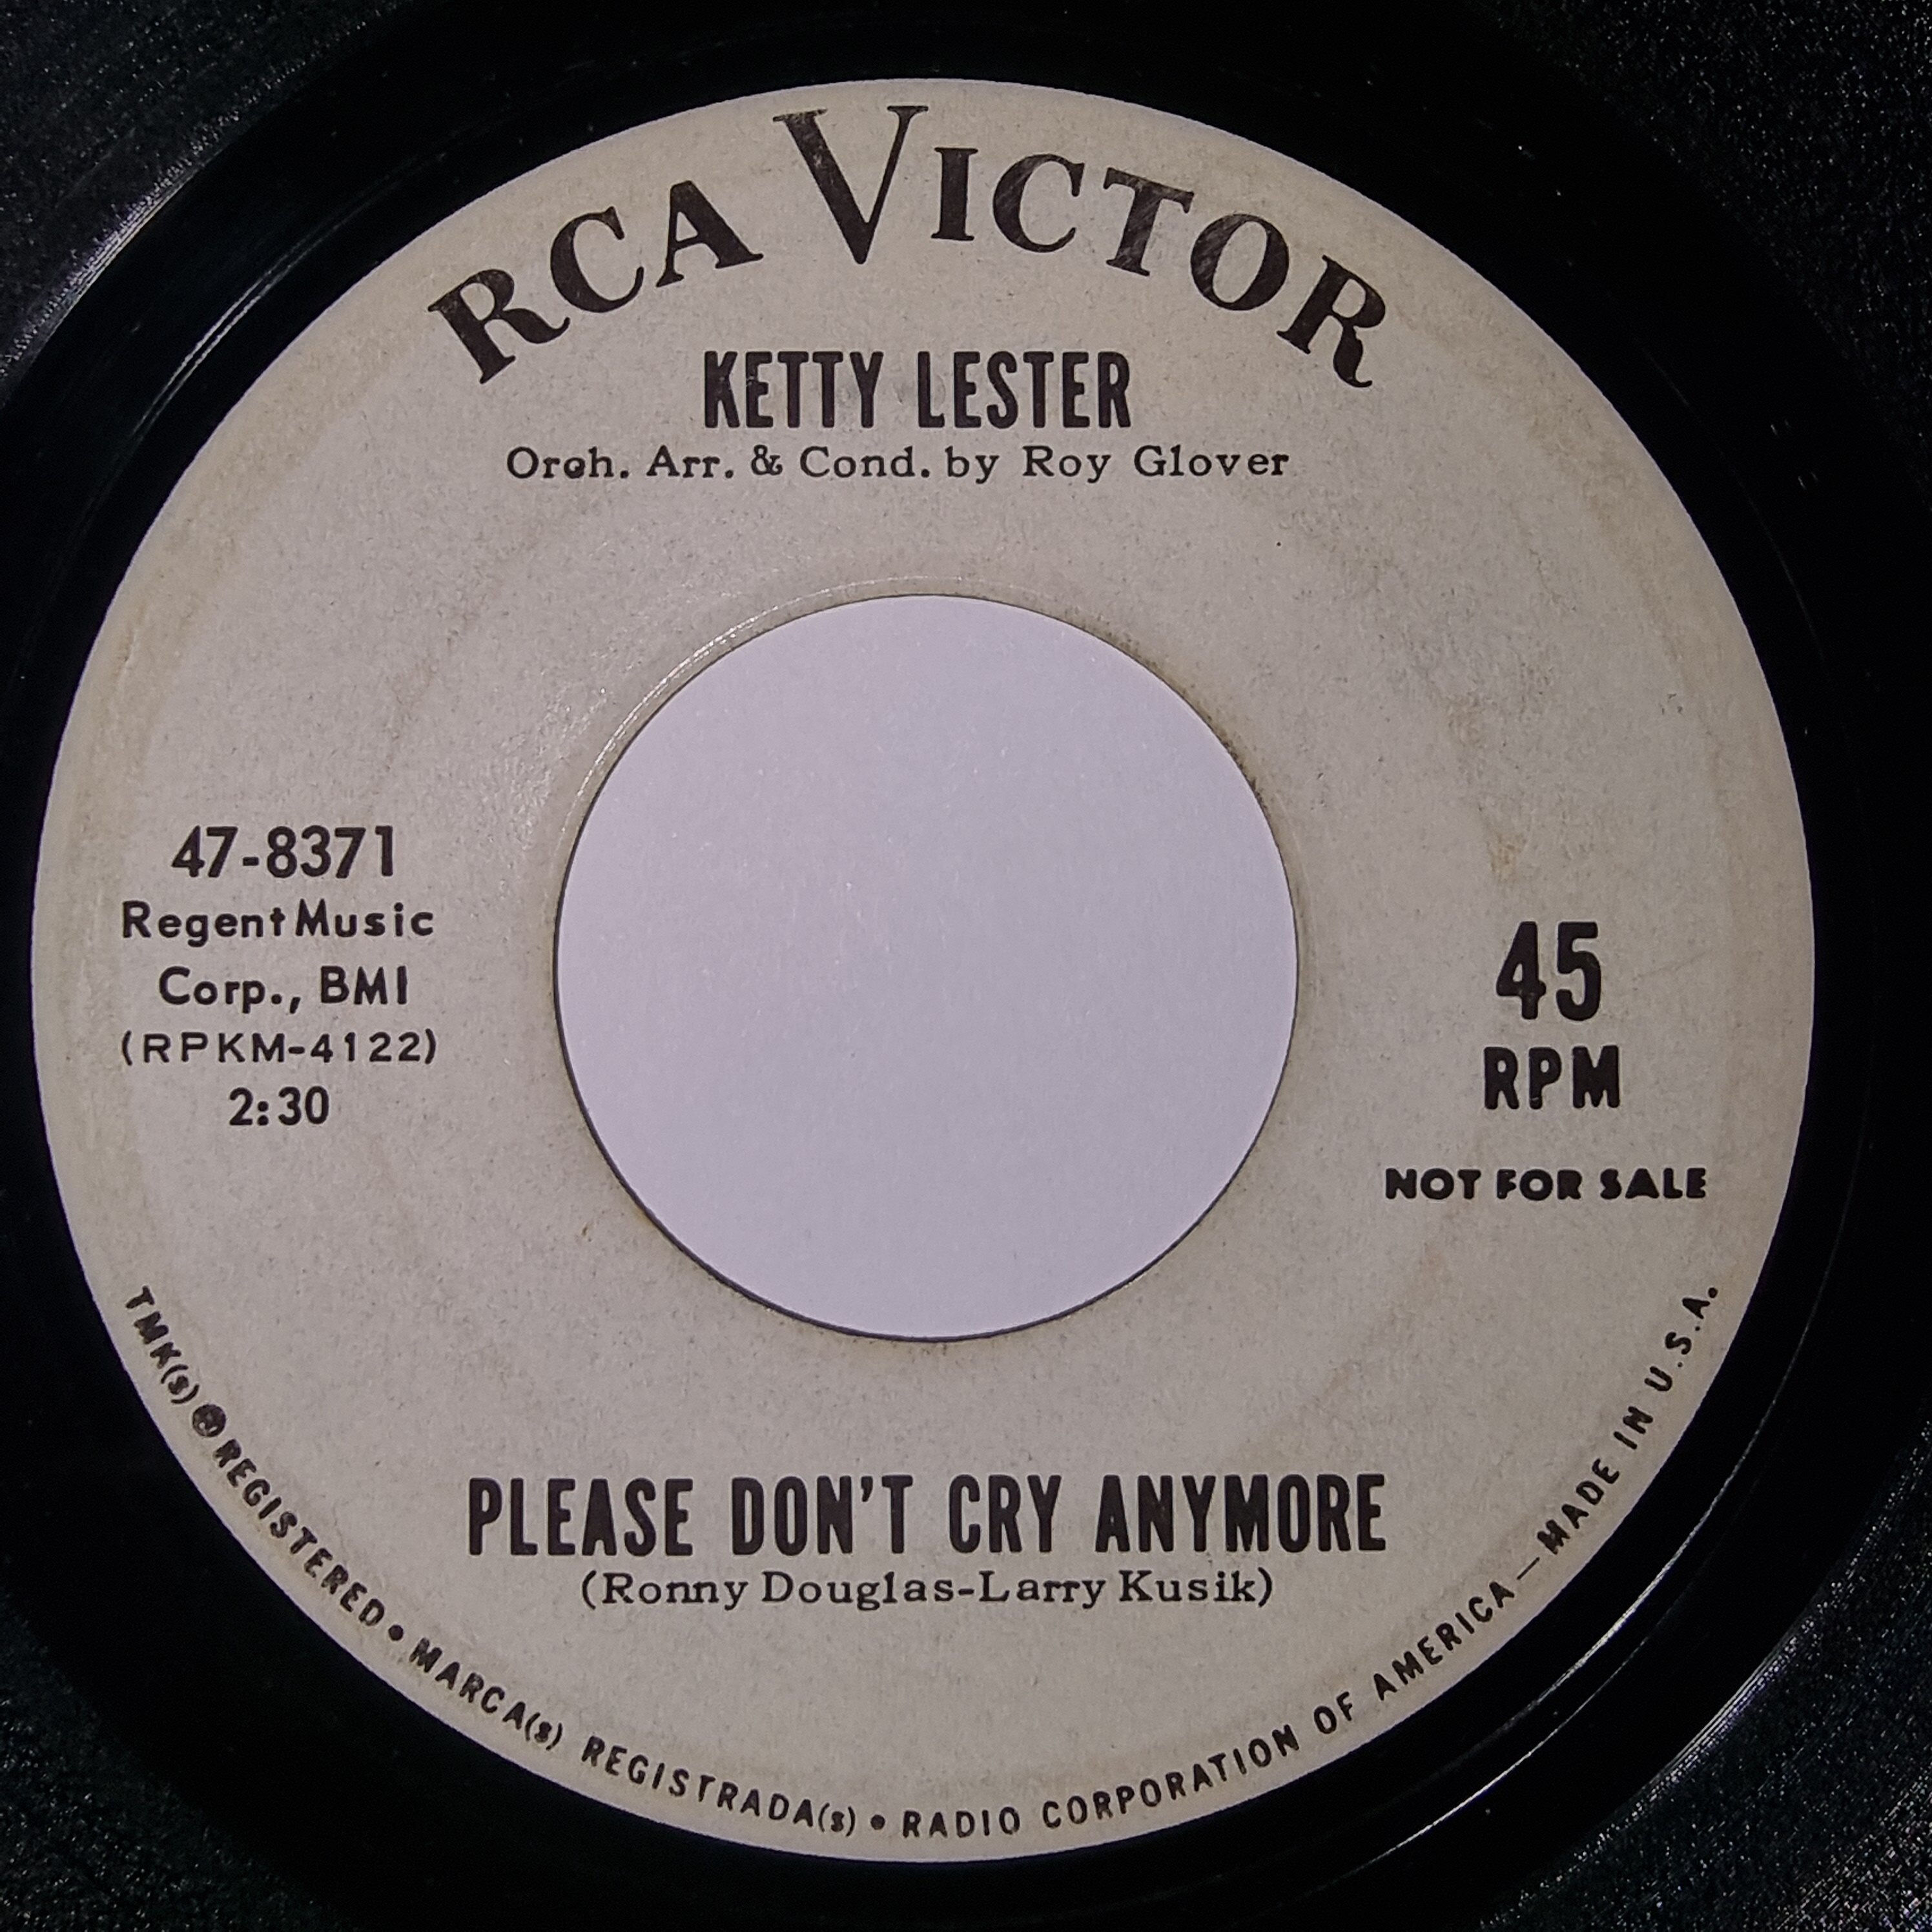 RCA VICTOR
KETTY LESTER
Orch. Arr. & Cond. by Roy Glover
47-8371
Regent Music
Corp., BMI
(RPKM-4122)
2:30
45
RPM
NOT FOR SALE
PLEASE DON'T CRY ANYMORE
(Ronny Douglas-Larry Kusik)
TMK(s) ® REGISTERED • MARCA(s) REGISTRADA(s) • RADIO CORPORATION OF AMERICA — MADE IN U.S.A.